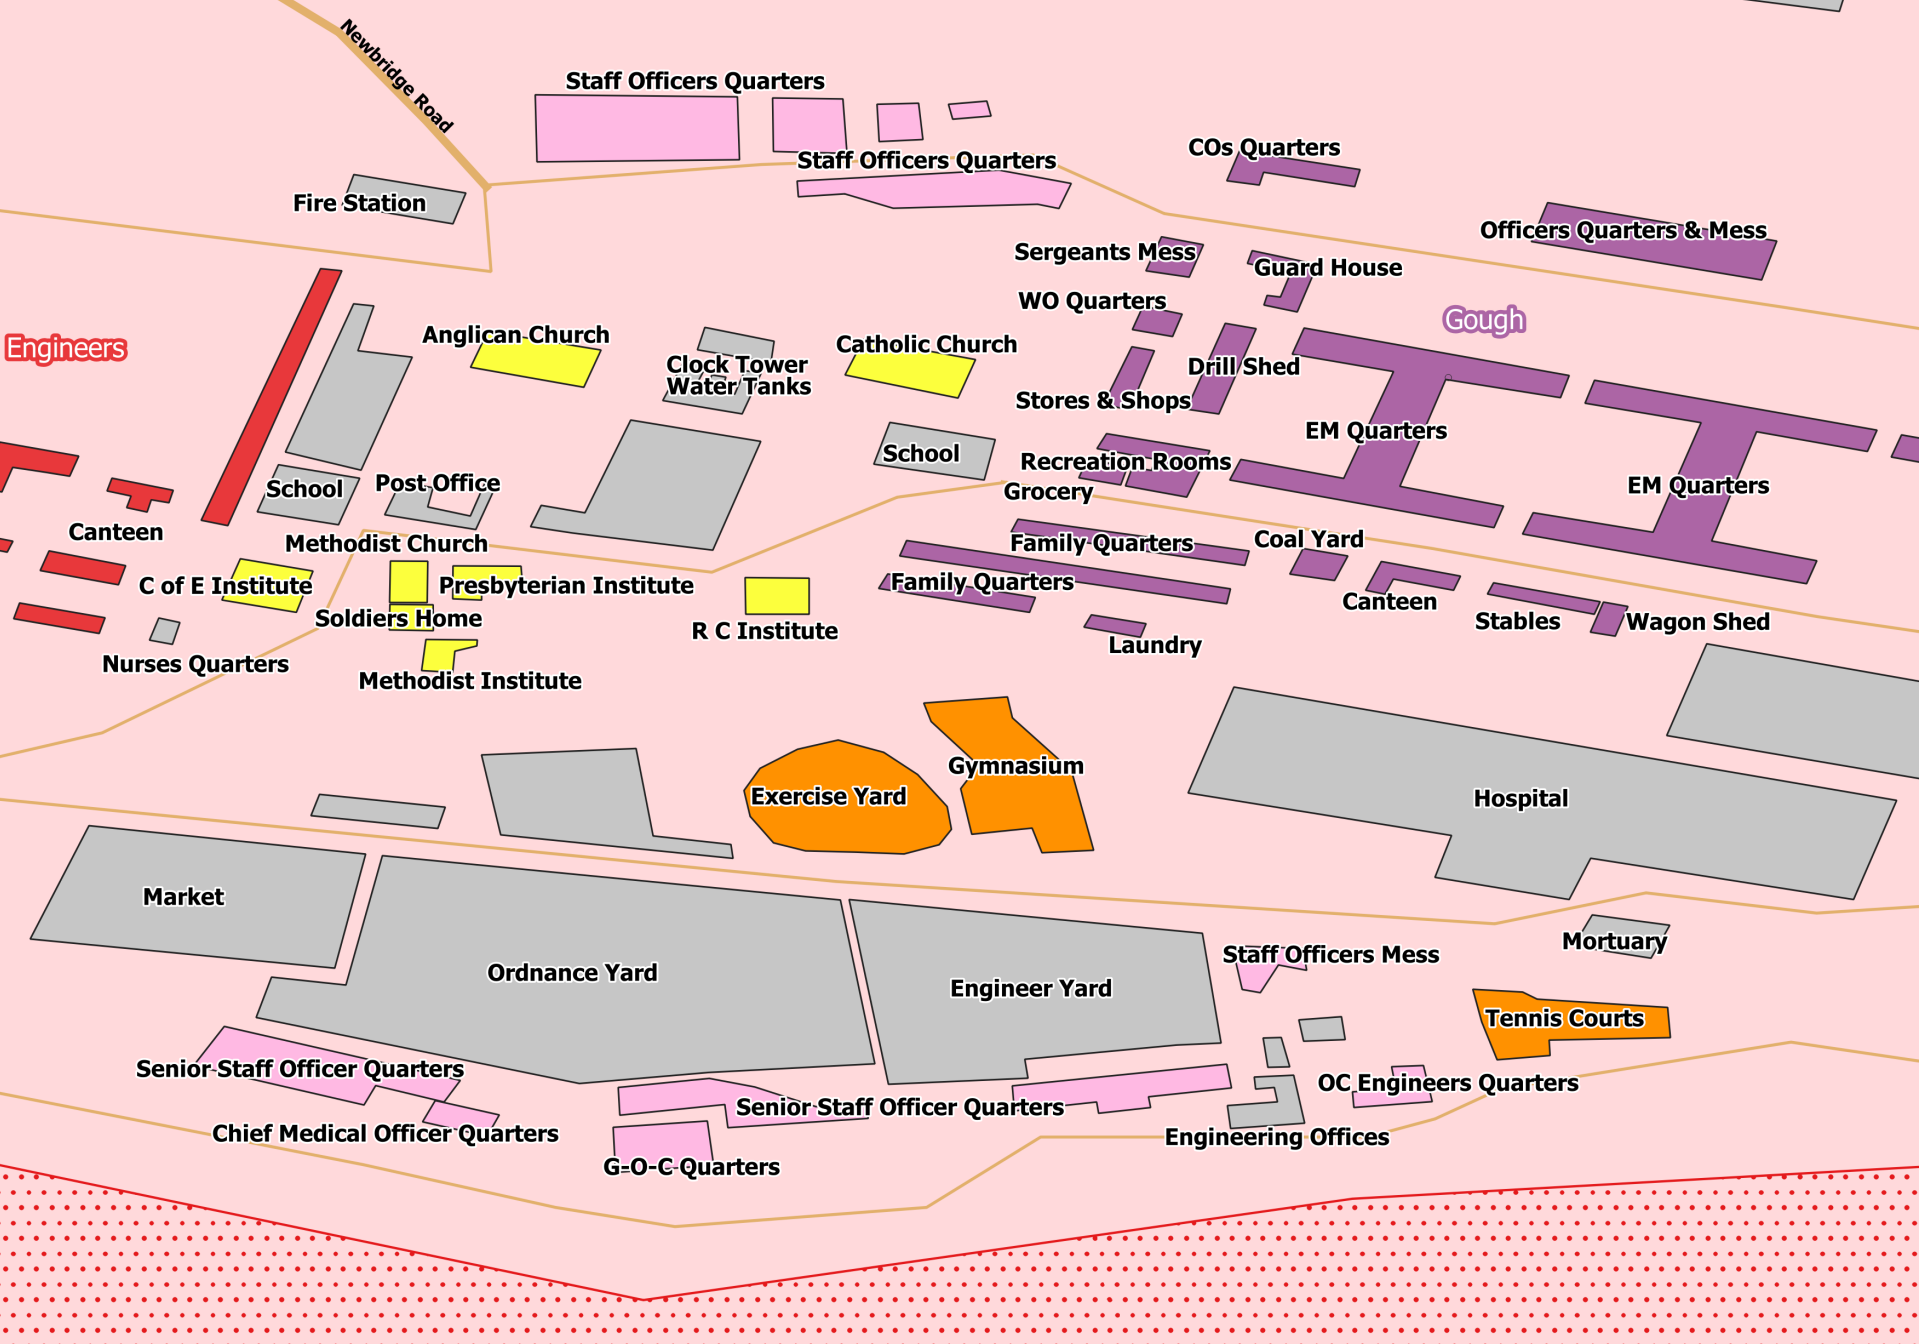 Newbridge Road
Staff Officers Quarters
Staff Officers Quarters
COs Quarters
Fire Station
Officers Quarters & Mess
Sergeants Mess
Guard House
WO Quarters
Gough
Engineers
Anglican Church
Catholic Church
Clock Tower
Water Tanks
Drill Shed
Stores & Shops
EM Quarters
School
Recreation Rooms
EM Quarters
School
Post Office
Grocery
Canteen
Methodist Church
Family Quarters
Coal Yard
C of E Institute
Presbyterian Institute
Family Quarters
Canteen
Soldiers Home
R C Institute
Stables
Wagon Shed
Laundry
Nurses Quarters
Methodist Institute
Gymnasium
Exercise Yard
Hospital
Market
Mortuary
Staff Officers Mess
Ordnance Yard
Engineer Yard
Tennis Courts
Senior Staff Officer Quarters
OC Engineers Quarters
Senior Staff Officer Quarters
Chief Medical Officer Quarters
Engineering Offices
G-O-C Quarters